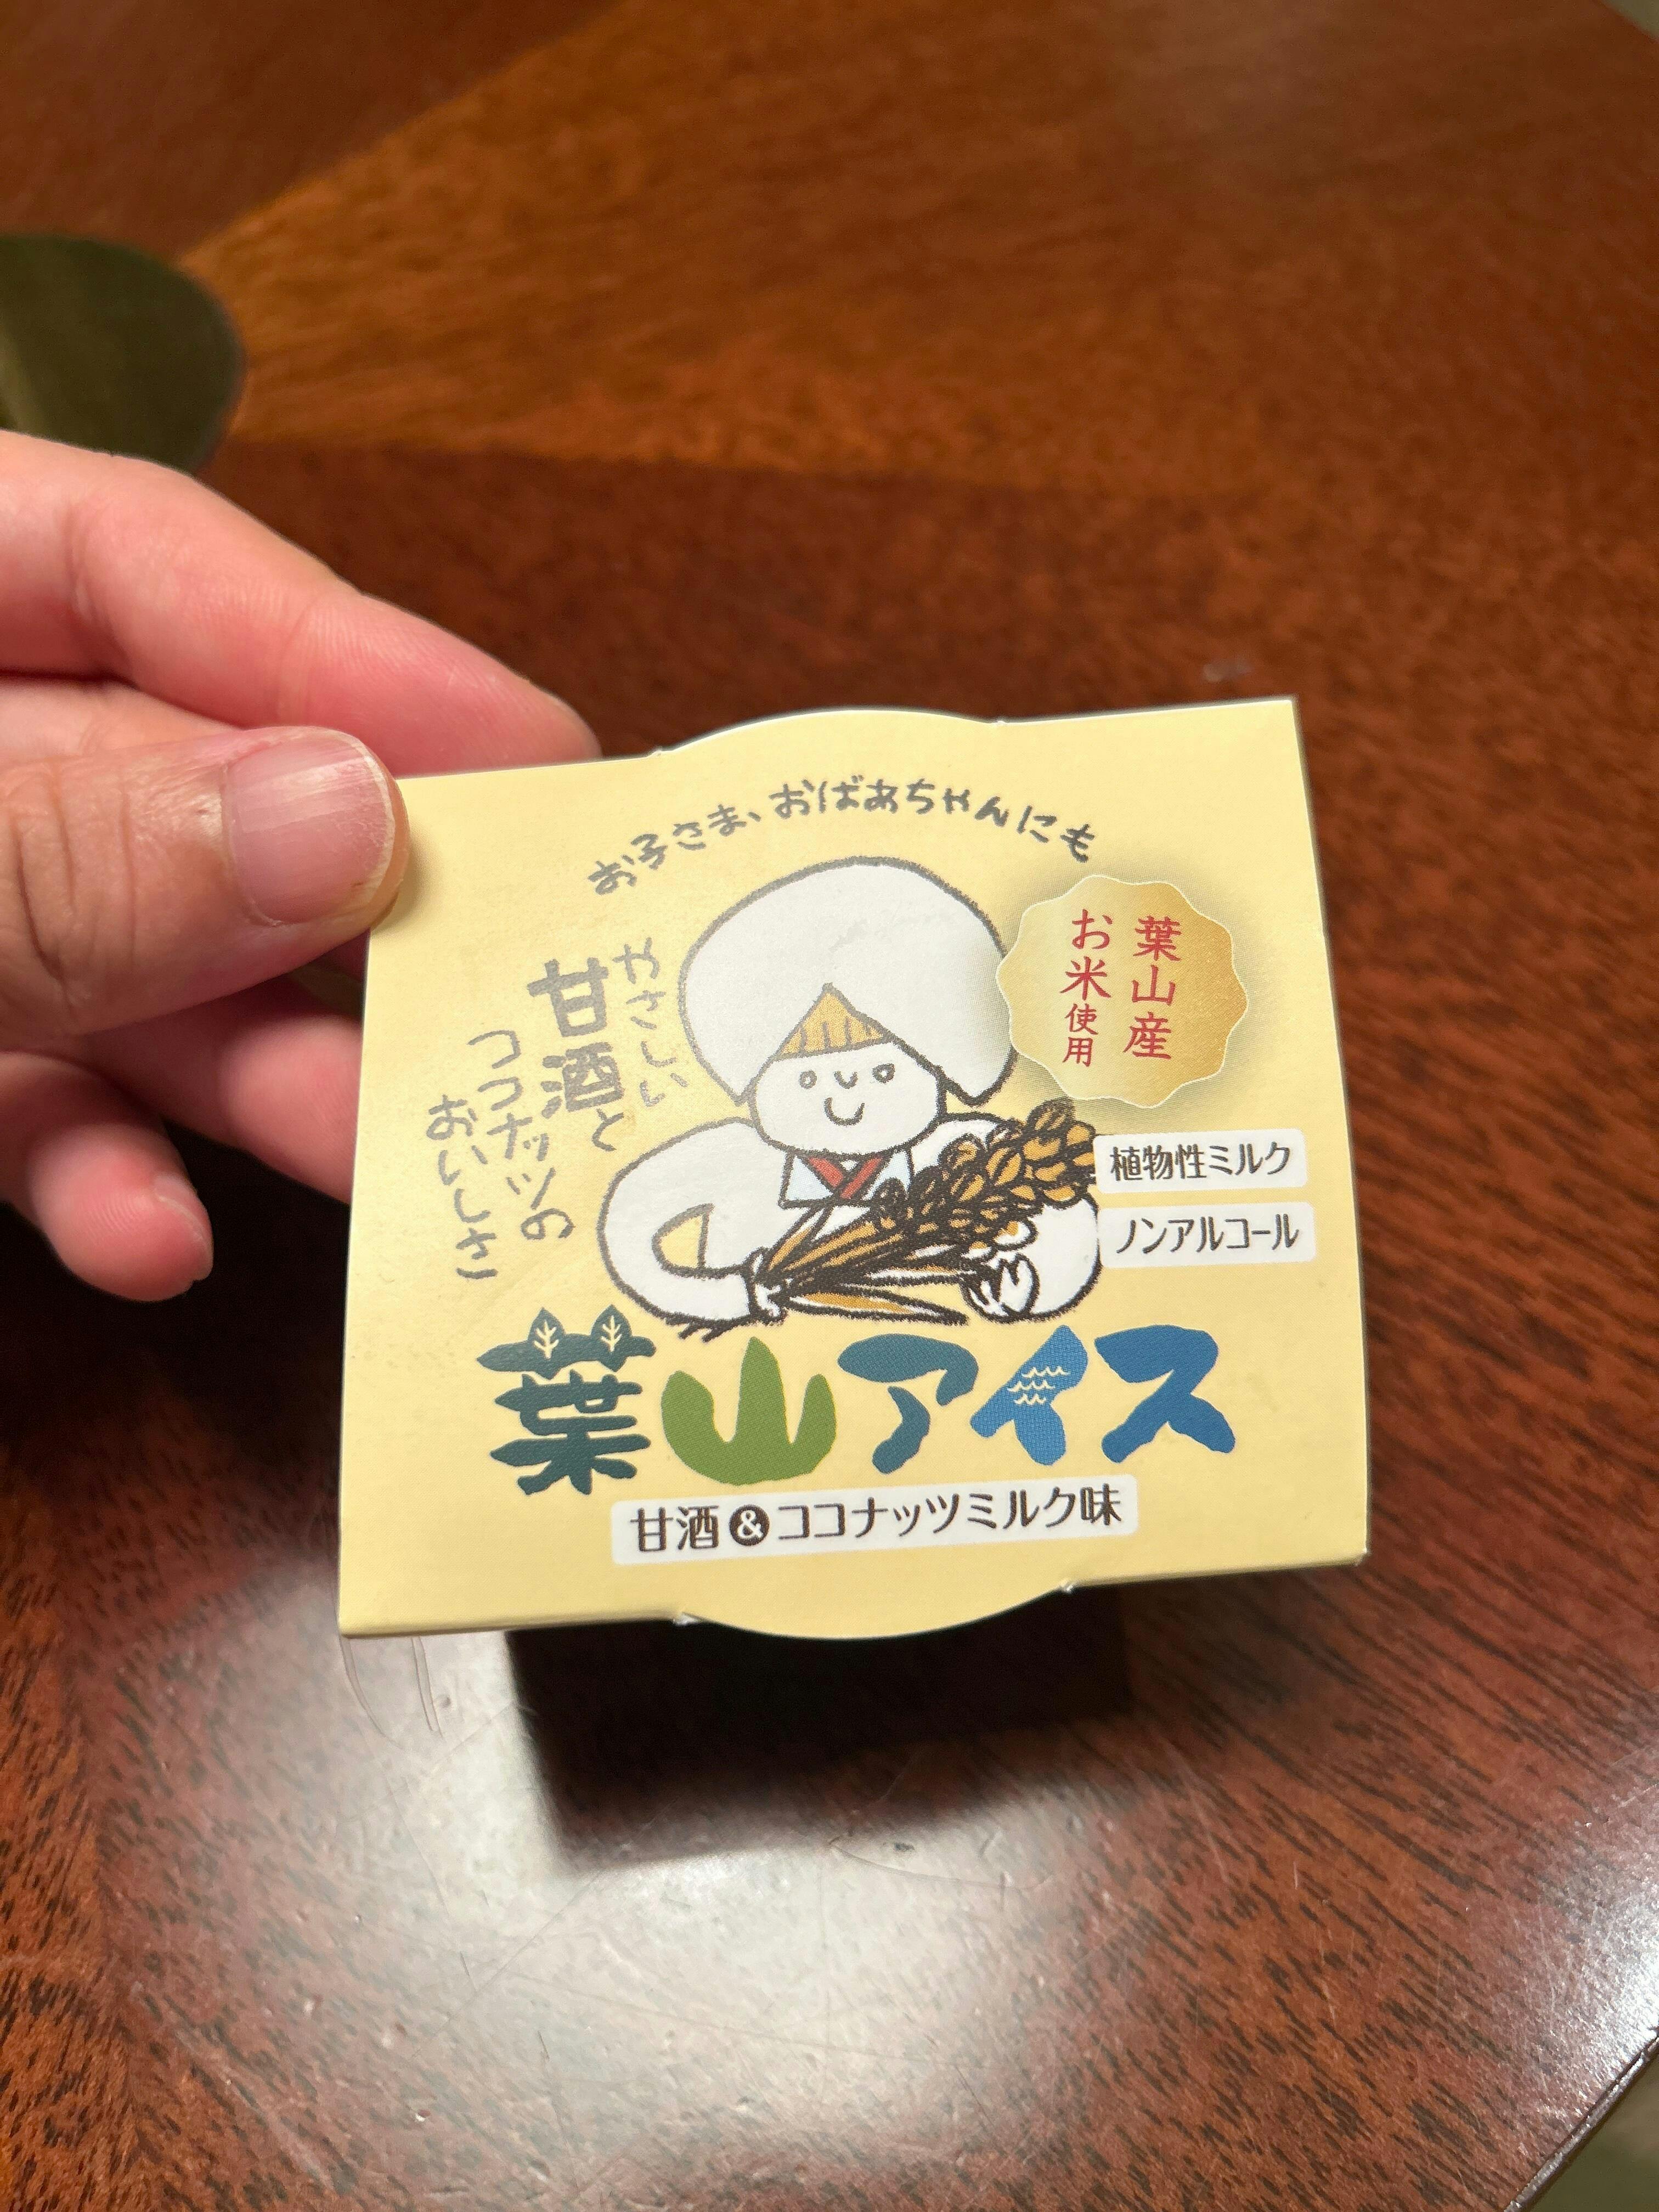 お子さま、おばあちゃんにも
やさしい
甘酒と
ココナッツの
おいしさ
葉山産
お米使用
植物性ミルク
ノンアルコール
葉山アイス
甘酒&ココナッツミルク味